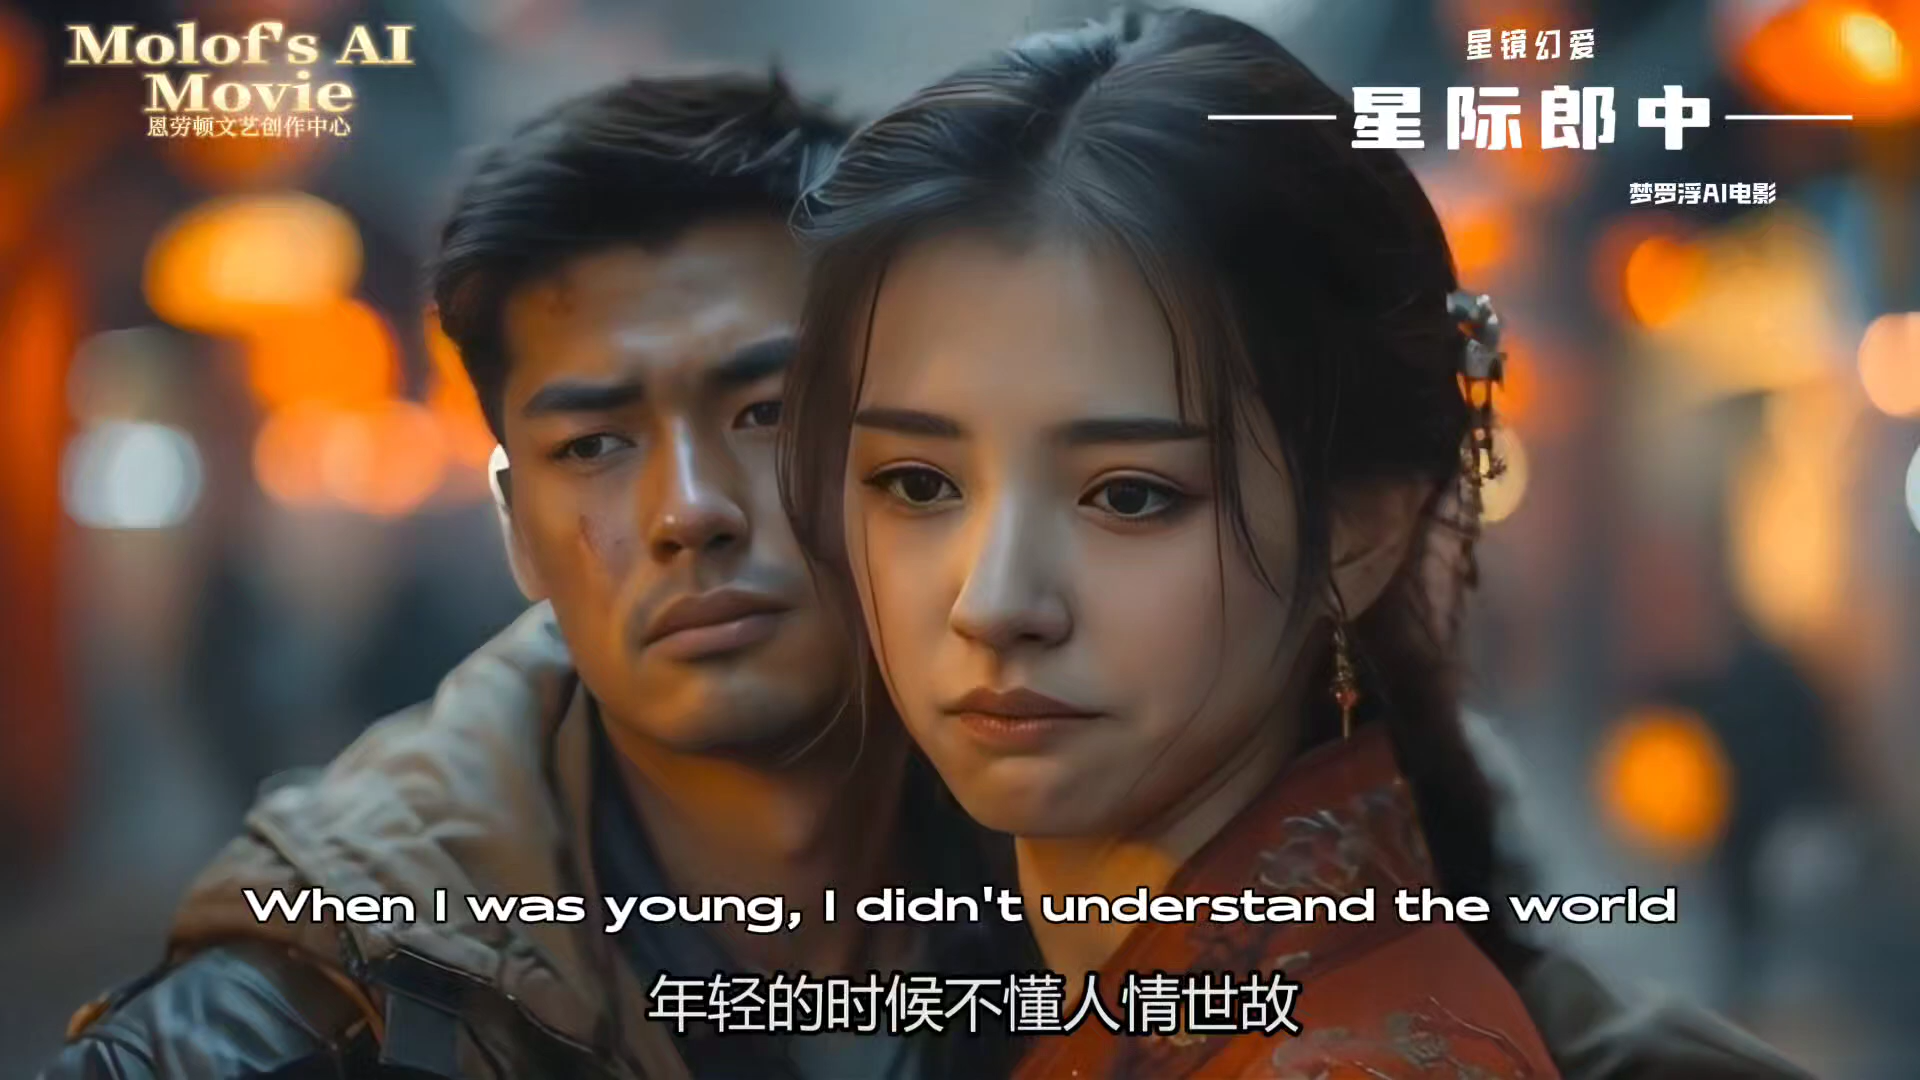 Molof's AI
Movie
恩劳顿文艺创作中心
星镜幻爱
星际郎中
梦罗浮AI电影
When I was young, I didn't understand the world
年轻的时候不懂人情世故